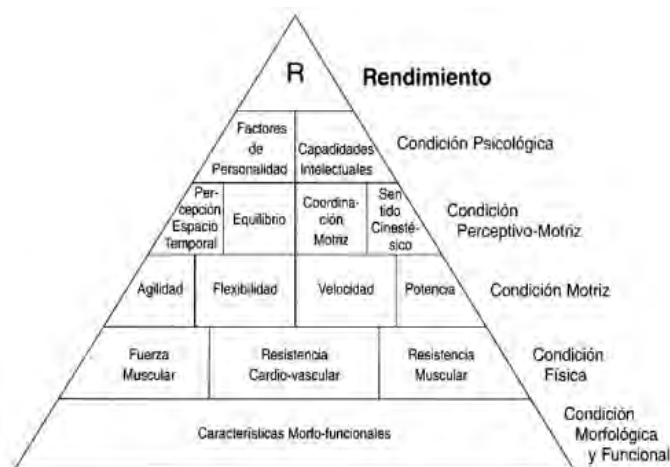 R
Rendimiento
Factores
de
Personalidad
Capadidades
Intelectuales
Condición Psicológica
Per-
cepción
Espacio
Temporal
Equilibrio
Coordina-
ción
Motriz
Sen
tido
Cinesté-
sico
Condición
Perceptivo-Motriz
Agilidad
Flexibilidad
Velocidad
Potencia
Condición Motriz
Fuerza
Muscular
Resistencia
Cardio-vascular
Resistencia
Muscular
Condición
Física
Características Morfo-funcionales
Condición
Morfológica
y Funcional